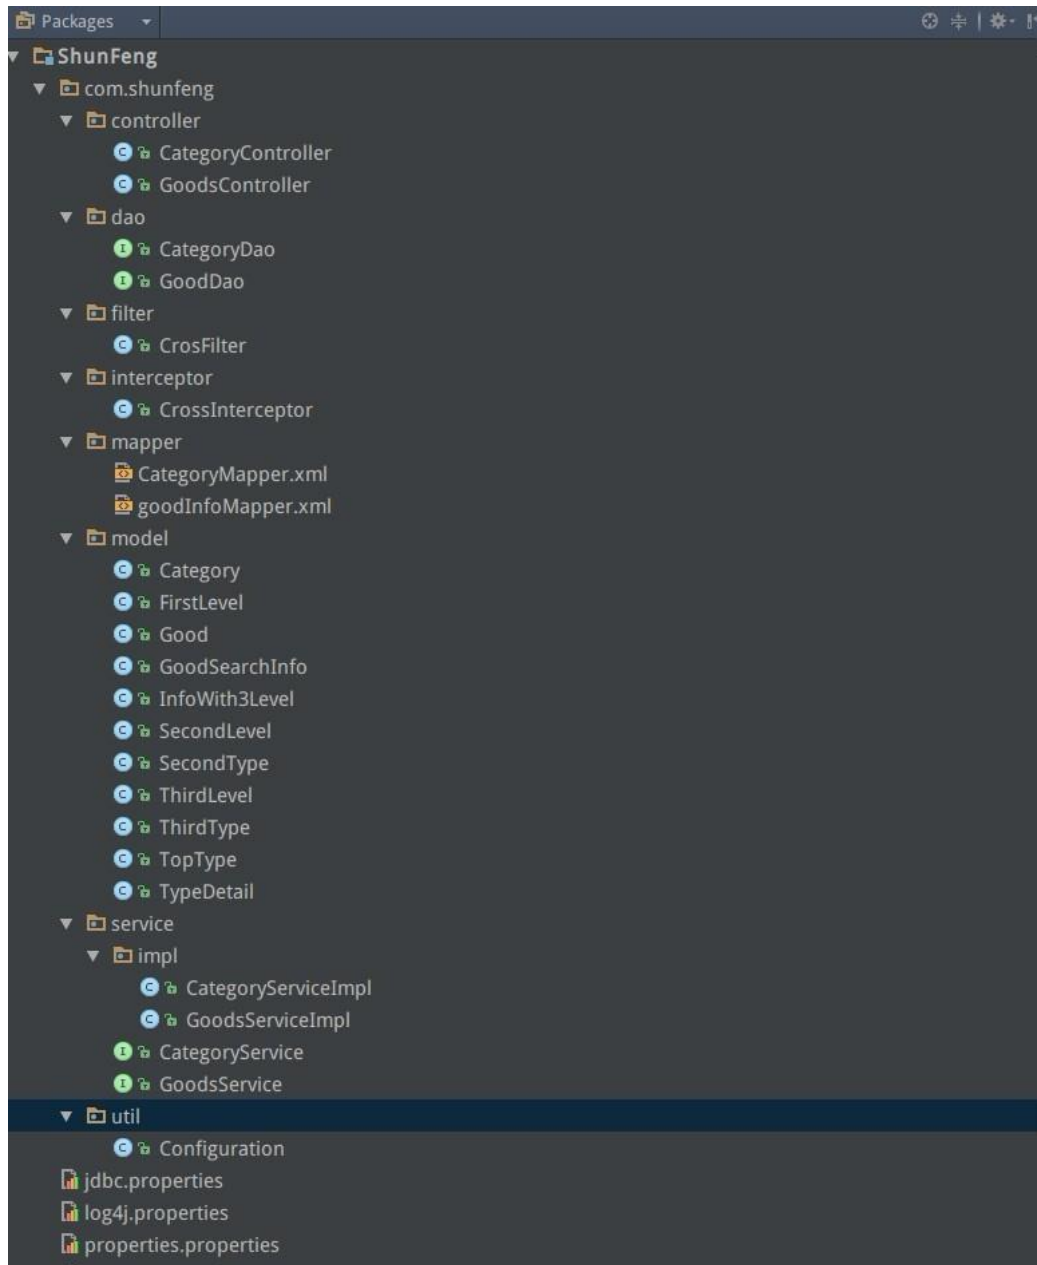 Packages
ShunFeng
com.shunfeng
controller
CategoryController
GoodsController
dao
CategoryDao
GoodDao
filter
CrosFilter
interceptor
CrossInterceptor
mapper
CategoryMapper.xml
goodInfoMapper.xml
model
Category
FirstLevel
Good
GoodSearchInfo
InfoWith3Level
SecondLevel
SecondType
ThirdLevel
ThirdType
TopType
TypeDetail
service
impl
CategoryServiceImpl
GoodsServiceImpl
CategoryService
GoodsService
util
Configuration
jdbc.properties
log4j.properties
properties.properties